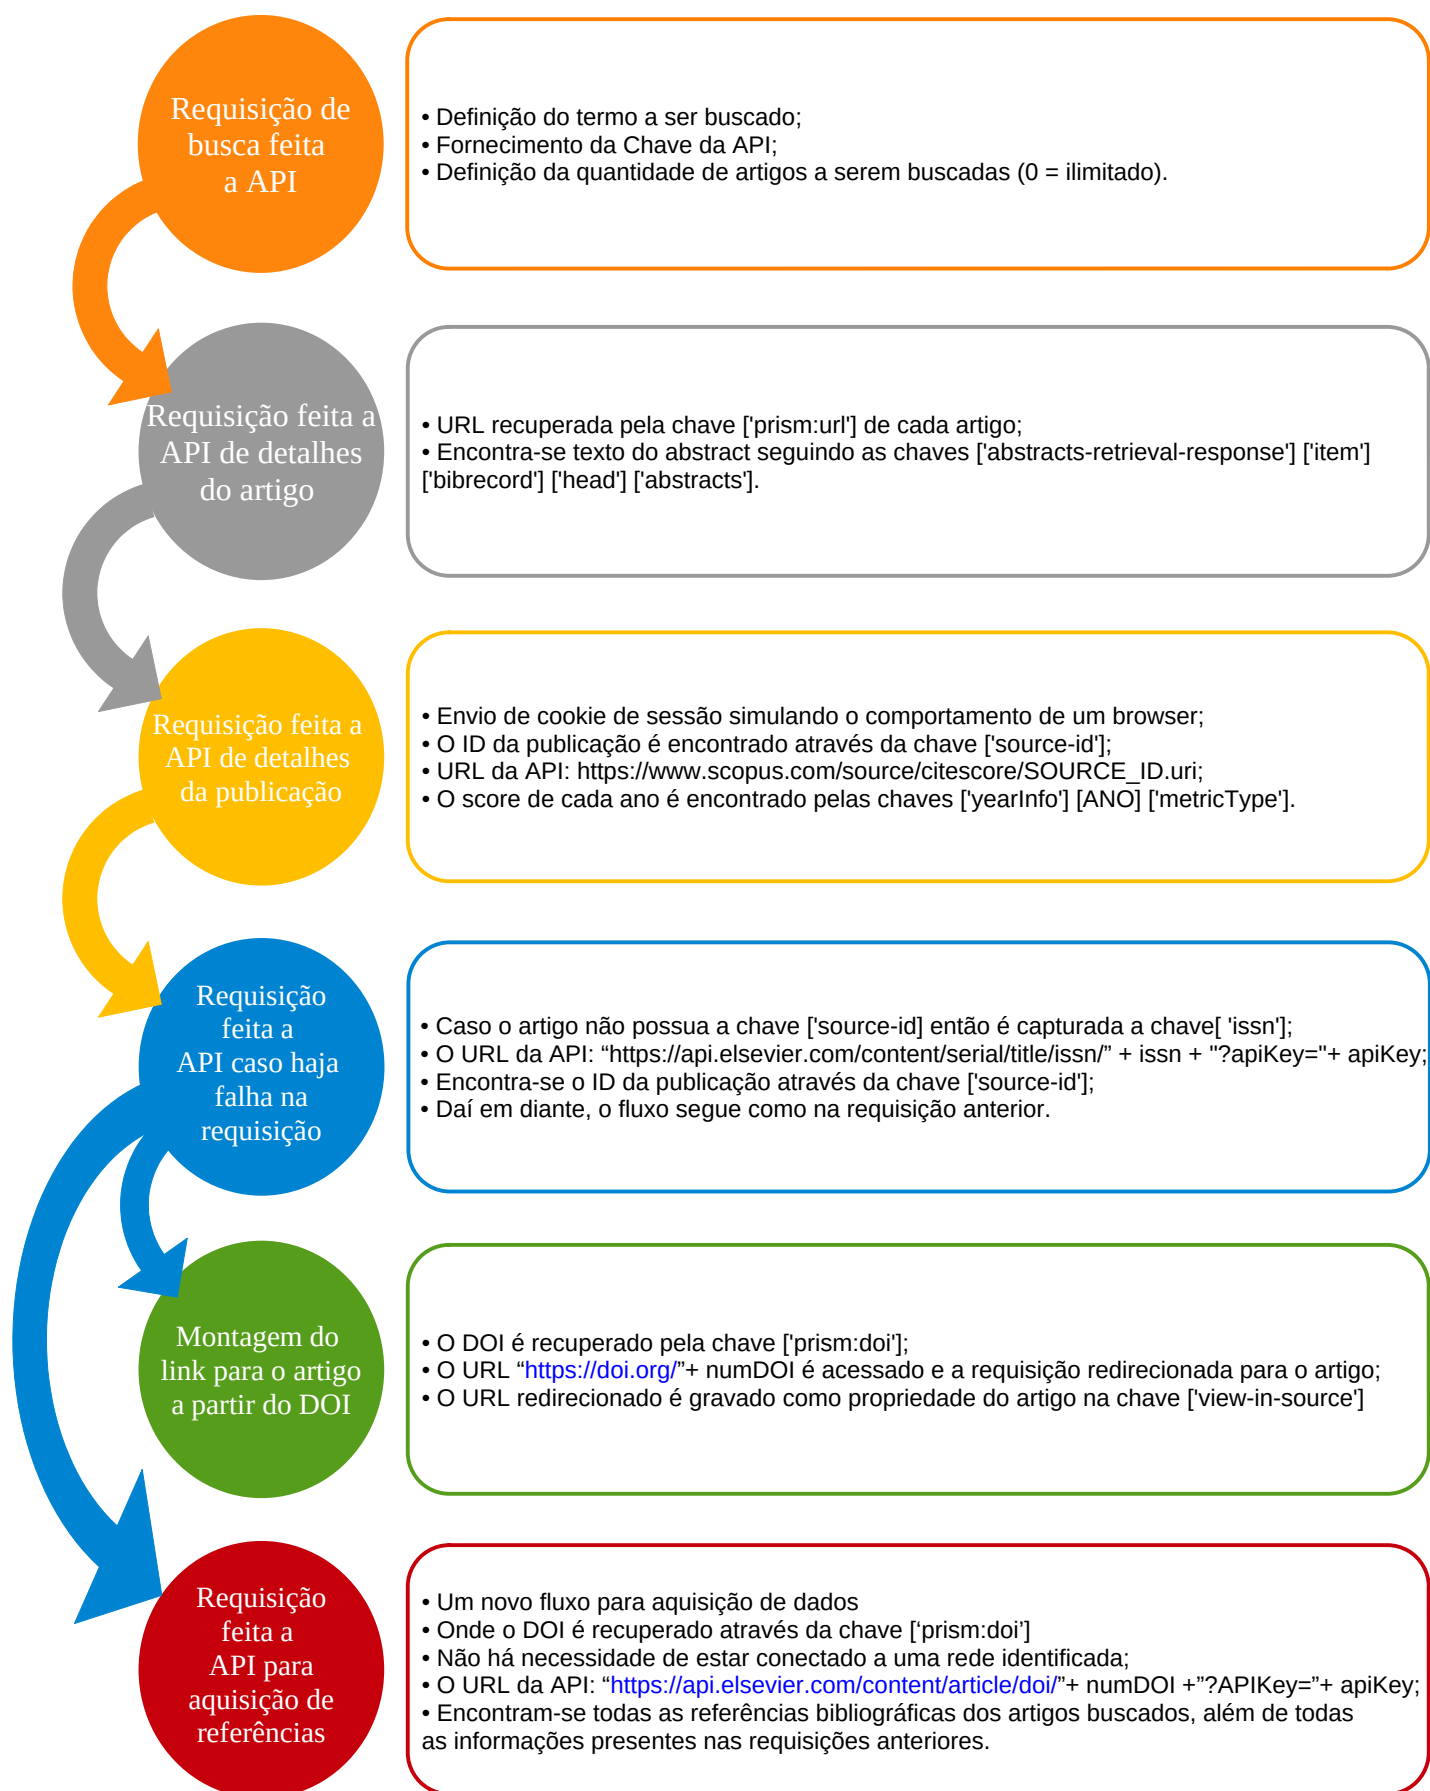 Requisição de
busca feita
a API
• Definição do termo a ser buscado;
• Fornecimento da Chave da API;
• Definição da quantidade de artigos a serem buscadas (0 = ilimitado).
Requisição feita a
API de detalhes
do artigo
• URL recuperada pela chave ['prism:url'] de cada artigo;
• Encontra-se texto do abstract seguindo as chaves ['abstracts-retrieval-response'] ['item']
['bibrecord'] ['head'] ['abstracts'].
Requisição feita a
API de detalhes
da publicação
• Envio de cookie de sessão simulando o comportamento de um browser;
• O ID da publicação é encontrado através da chave ['source-id'];
• URL da API: https://www.scopus.com/source/citescore/SOURCE_ID.uri;
• O score de cada ano é encontrado pelas chaves ['yearInfo'] [ANO] ['metricType'].
Requisição
feita a
API caso haja
falha na
requisição
• Caso o artigo não possua a chave ['source-id] então é capturada a chave[ 'issn'];
• O URL da API: “https://api.elsevier.com/content/serial/title/issn/” + issn + "?apiKey="+ apiKey;
• Encontra-se o ID da publicação através da chave ['source-id'];
• Daí em diante, o fluxo segue como na requisição anterior.
Montagem do
link para o artigo
a partir do DOI
• O DOI é recuperado pela chave ['prism:doi'];
• O URL “https://doi.org/”+ numDOI é acessado e a requisição redirecionada para o artigo;
• O URL redirecionado é gravado como propriedade do artigo na chave ['view-in-source']
Requisição
feita a
API para
aquisição de
referências
• Um novo fluxo para aquisição de dados
• Onde o DOI é recuperado através da chave [‘prism:doi’]
• Não há necessidade de estar conectado a uma rede identificada;
• O URL da API: “https://api.elsevier.com/content/article/doi/”+ numDOI +”?APIKey=”+ apiKey;
• Encontram-se todas as referências bibliográficas dos artigos buscados, além de todas
as informações presentes nas requisições anteriores.